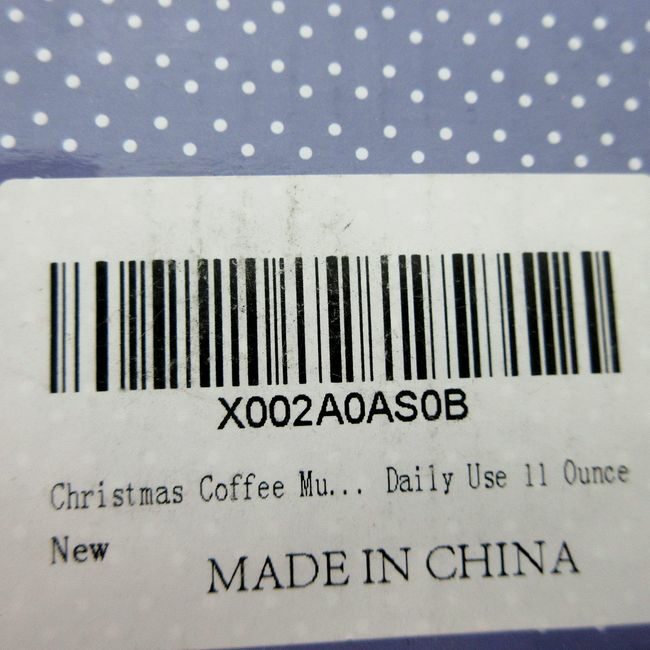 X002A0AS0B
Christmas Coffee Mu... Daily Use 11 Ounce
New
MADE IN CHINA